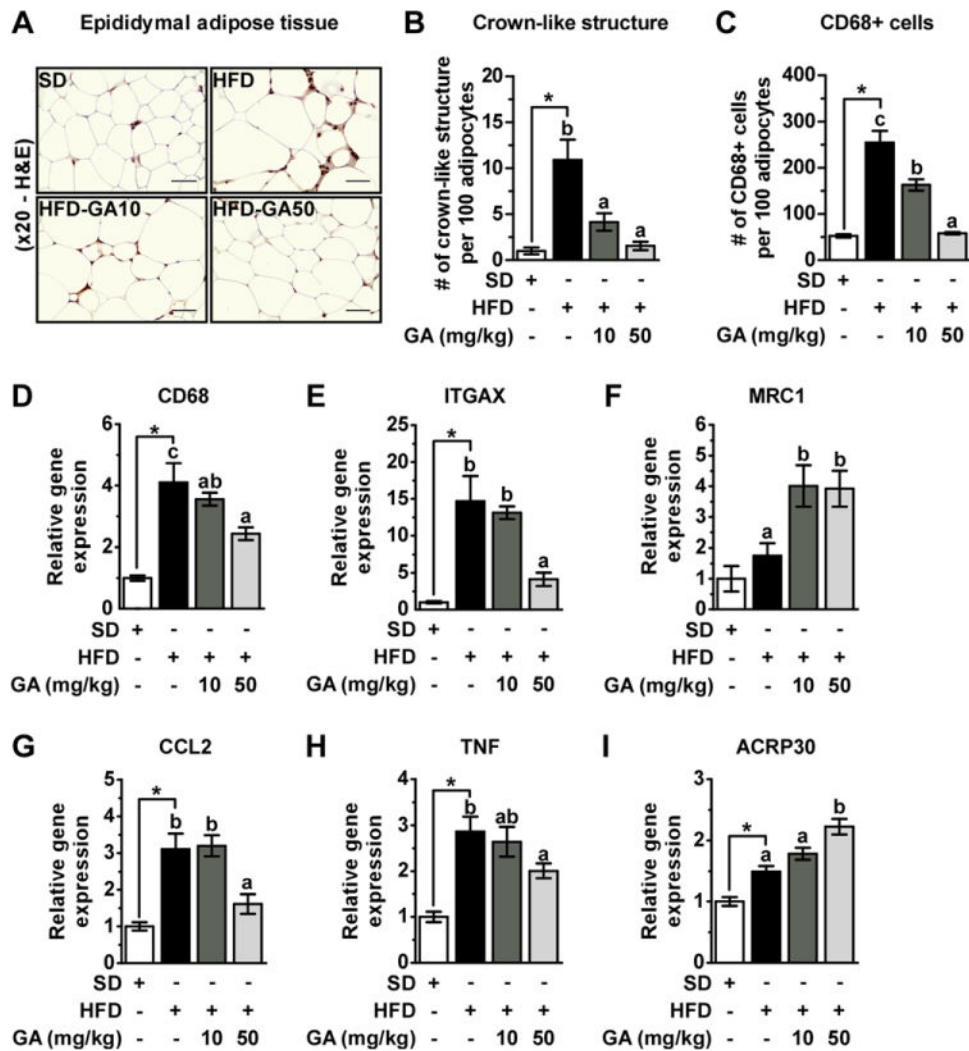 A Epididymal adipose tissue
(x20 - H&E)
SD HFD
HFD-GA10 HFD-GA50
B Crown-like structure
# of crown-like structure
per 100 adipocytes
20
15
10
5
0
* b a a
SD + - - -
HFD - + + +
GA (mg/kg) - - 10 50
C CD68+ cells
# of CD68+ cells
per 100 adipocytes
400
300
200
100
0
* c b a
SD + - - -
HFD - + + +
GA (mg/kg) - - 10 50
D CD68
Relative gene
expression
6
4
2
0
* c ab a
SD + - - -
HFD - + + +
GA (mg/kg) - - 10 50
E ITGAX
Relative gene
expression
25
20
15
10
5
0
* b b a
SD + - - -
HFD - + + +
GA (mg/kg) - - 10 50
F MRC1
Relative gene
expression
6
5
4
3
2
1
0
a b b
SD + - - -
HFD - + + +
GA (mg/kg) - - 10 50
G CCL2
Relative gene
expression
5
4
3
2
1
0
* b b a
SD + - - -
HFD - + + +
GA (mg/kg) - - 10 50
H TNF
Relative gene
expression
4
3
2
1
0
* b ab a
SD + - - -
HFD - + + +
GA (mg/kg) - - 10 50
I ACRP30
Relative gene
expression
3
2
1
0
* a a b
SD + - - -
HFD - + + +
GA (mg/kg) - - 10 50